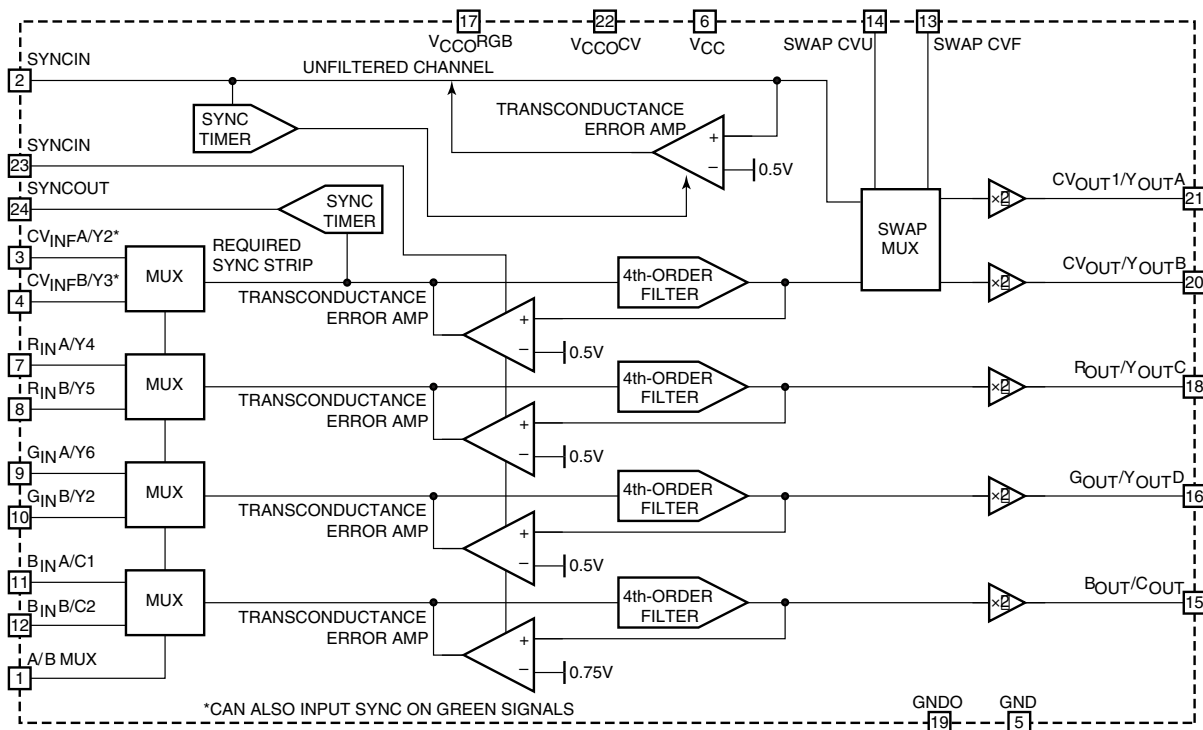 17 22 6 14 13
VCCORGB VCCOCV VCC SWAP CVU SWAP CVF
SYNCIN
2
UNFILTERED CHANNEL
SYNC
TIMER
TRANSCONDUCTANCE
ERROR AMP
+
−
0.5V
SYNCIN
23
SYNCOUT
24
SYNC
TIMER
SWAP
MUX
×2
CVOUT1/YOUTA
21
CVINFA/Y2*
3
CVINFB/Y3*
4
MUX
REQUIRED
SYNC STRIP
TRANSCONDUCTANCE
ERROR AMP
+
−
0.5V
4th-ORDER
FILTER
×2
CVOUT/YOUTB
20
RINA/Y4
7
RINB/Y5
8
MUX
TRANSCONDUCTANCE
ERROR AMP
+
−
0.5V
4th-ORDER
FILTER
×2
ROUT/YOUTC
18
GINA/Y6
9
GINB/Y2
10
MUX
TRANSCONDUCTANCE
ERROR AMP
+
−
0.5V
4th-ORDER
FILTER
×2
GOUT/YOUTD
16
BINA/C1
11
BINB/C2
12
MUX
TRANSCONDUCTANCE
ERROR AMP
+
−
0.75V
4th-ORDER
FILTER
×2
BOUT/COUT
15
A/B MUX
1
*CAN ALSO INPUT SYNC ON GREEN SIGNALS
GNDO GND
19 5